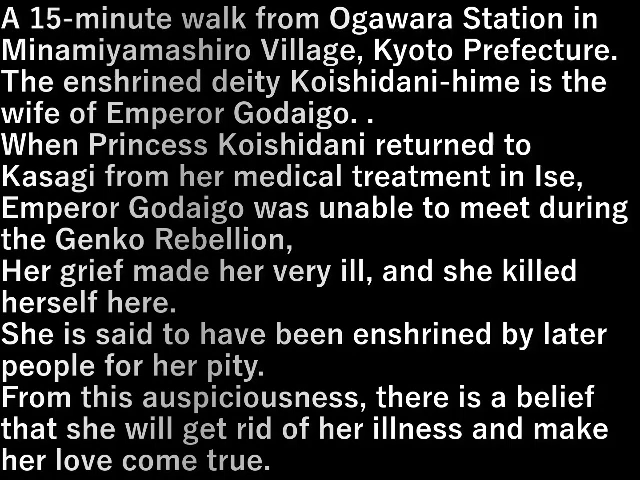 A 15-minute walk from Ogawara Station in
Minamiyamashiro Village, Kyoto Prefecture.
The enshrined deity Koishidani-hime is the
wife of Emperor Godaigo. .
When Princess Koishidani returned to
Kasagi from her medical treatment in Ise,
Emperor Godaigo was unable to meet during
the Genko Rebellion,
Her grief made her very ill, and she killed
herself here.
She is said to have been enshrined by later
people for her pity.
From this auspiciousness, there is a belief
that she will get rid of her illness and make
her love come true.